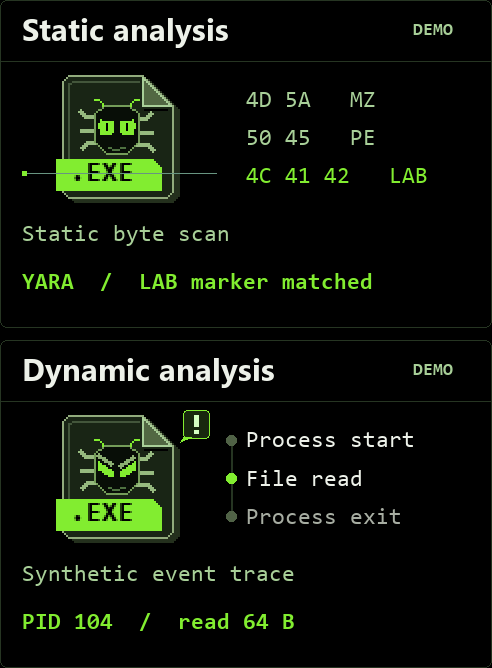 Static analysis DEMO
4D 5A MZ
50 45 PE
.EXE
4C 41 42 LAB
Static byte scan
YARA / LAB marker matched
Dynamic analysis DEMO
!
Process start
File read
.EXE
Process exit
Synthetic event trace
PID 104 / read 64 B